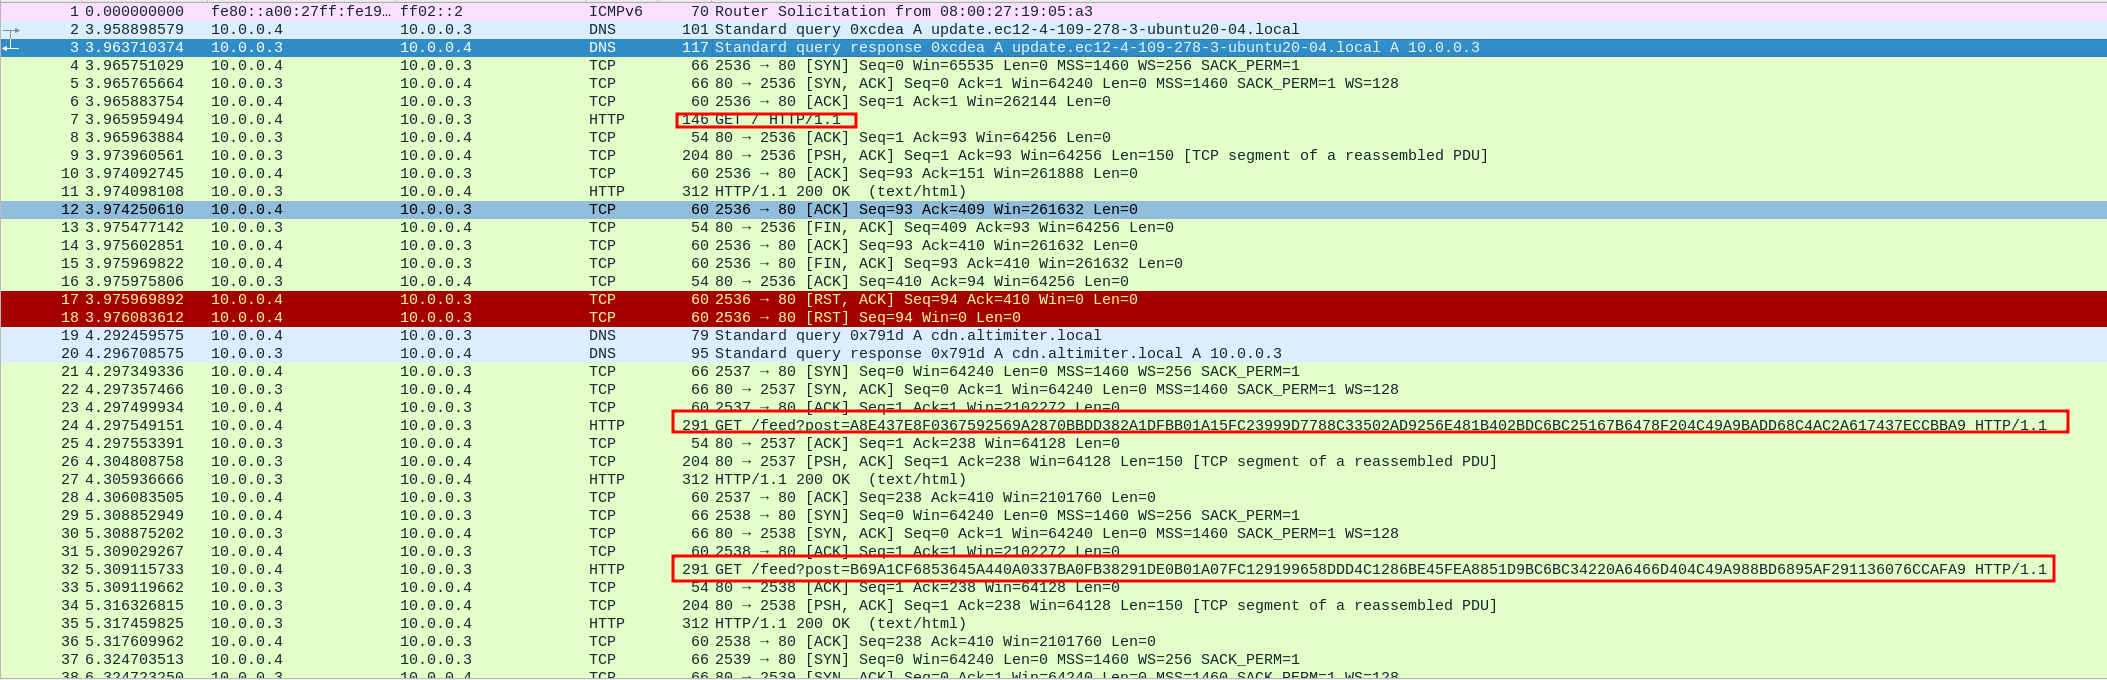 1 0.000000000 fe80::a00:27ff:fe19… ff02::2 ICMPv6 70 Router Solicitation from 08:00:27:19:05:a3
2 3.958898579 10.0.0.4 10.0.0.3 DNS 101 Standard query 0xcdea A update.ec12-4-109-278-3-ubuntu20-04.local
3 3.963710374 10.0.0.3 10.0.0.4 DNS 117 Standard query response 0xcdea A update.ec12-4-109-278-3-ubuntu20-04.local A 10.0.0.3
4 3.965751029 10.0.0.4 10.0.0.3 TCP 66 2536 → 80 [SYN] Seq=0 Win=65535 Len=0 MSS=1460 WS=256 SACK_PERM=1
5 3.965765664 10.0.0.3 10.0.0.4 TCP 66 80 → 2536 [SYN, ACK] Seq=0 Ack=1 Win=64240 Len=0 MSS=1460 SACK_PERM=1 WS=128
6 3.965883754 10.0.0.4 10.0.0.3 TCP 60 2536 → 80 [ACK] Seq=1 Ack=1 Win=262144 Len=0
7 3.965959494 10.0.0.4 10.0.0.3 HTTP 146 GET / HTTP/1.1
8 3.965963884 10.0.0.3 10.0.0.4 TCP 54 80 → 2536 [ACK] Seq=1 Ack=93 Win=64256 Len=0
9 3.973960561 10.0.0.3 10.0.0.4 TCP 204 80 → 2536 [PSH, ACK] Seq=1 Ack=93 Win=64256 Len=150 [TCP segment of a reassembled PDU]
10 3.974092745 10.0.0.4 10.0.0.3 TCP 60 2536 → 80 [ACK] Seq=93 Ack=151 Win=261888 Len=0
11 3.974098108 10.0.0.3 10.0.0.4 HTTP 312 HTTP/1.1 200 OK (text/html)
12 3.974250610 10.0.0.4 10.0.0.3 TCP 60 2536 → 80 [ACK] Seq=93 Ack=409 Win=261632 Len=0
13 3.975477142 10.0.0.3 10.0.0.4 TCP 54 80 → 2536 [FIN, ACK] Seq=409 Ack=93 Win=64256 Len=0
14 3.975602851 10.0.0.4 10.0.0.3 TCP 60 2536 → 80 [ACK] Seq=93 Ack=410 Win=261632 Len=0
15 3.975969822 10.0.0.4 10.0.0.3 TCP 60 2536 → 80 [FIN, ACK] Seq=93 Ack=410 Win=261632 Len=0
16 3.975975806 10.0.0.3 10.0.0.4 TCP 54 80 → 2536 [ACK] Seq=410 Ack=94 Win=64256 Len=0
17 3.975969892 10.0.0.4 10.0.0.3 TCP 60 2536 → 80 [RST, ACK] Seq=94 Ack=410 Win=0 Len=0
18 3.976083612 10.0.0.4 10.0.0.3 TCP 60 2536 → 80 [RST] Seq=94 Win=0 Len=0
19 4.292459575 10.0.0.4 10.0.0.3 DNS 79 Standard query 0x791d A cdn.altimiter.local
20 4.296708575 10.0.0.3 10.0.0.4 DNS 95 Standard query response 0x791d A cdn.altimiter.local A 10.0.0.3
21 4.297349336 10.0.0.4 10.0.0.3 TCP 66 2537 → 80 [SYN] Seq=0 Win=64240 Len=0 MSS=1460 WS=256 SACK_PERM=1
22 4.297357466 10.0.0.3 10.0.0.4 TCP 66 80 → 2537 [SYN, ACK] Seq=0 Ack=1 Win=64240 Len=0 MSS=1460 SACK_PERM=1 WS=128
23 4.297499934 10.0.0.4 10.0.0.3 TCP 60 2537 → 80 [ACK] Seq=1 Ack=1 Win=2102272 Len=0
24 4.297549151 10.0.0.4 10.0.0.3 HTTP 291 GET /feed?post=A8E437E8F0367592569A2870BBDD382A1DFBB01A15FC23999D7788C33502AD9256E481B402BDC6BC25167B6478F204C49A9BADD68C4AC2A617437ECCBBA9 HTTP/1.1
25 4.297553391 10.0.0.3 10.0.0.4 TCP 54 80 → 2537 [ACK] Seq=1 Ack=238 Win=64128 Len=0
26 4.304808758 10.0.0.3 10.0.0.4 TCP 204 80 → 2537 [PSH, ACK] Seq=1 Ack=238 Win=64128 Len=150 [TCP segment of a reassembled PDU]
27 4.305936666 10.0.0.3 10.0.0.4 HTTP 312 HTTP/1.1 200 OK (text/html)
28 4.306083505 10.0.0.4 10.0.0.3 TCP 60 2537 → 80 [ACK] Seq=238 Ack=410 Win=2101760 Len=0
29 5.308852949 10.0.0.4 10.0.0.3 TCP 66 2538 → 80 [SYN] Seq=0 Win=64240 Len=0 MSS=1460 WS=256 SACK_PERM=1
30 5.308875202 10.0.0.3 10.0.0.4 TCP 66 80 → 2538 [SYN, ACK] Seq=0 Ack=1 Win=64240 Len=0 MSS=1460 SACK_PERM=1 WS=128
31 5.309029267 10.0.0.4 10.0.0.3 TCP 60 2538 → 80 [ACK] Seq=1 Ack=1 Win=2102272 Len=0
32 5.309115733 10.0.0.4 10.0.0.3 HTTP 291 GET /feed?post=B69A1CF6853645A440A0337BA0FB38291DE0B01A07FC129199658DDD4C1286BE45FEA8851D9BC6BC34220A6466D404C49A988BD6895AF291136076CCAFA9 HTTP/1.1
33 5.309119662 10.0.0.3 10.0.0.4 TCP 54 80 → 2538 [ACK] Seq=1 Ack=238 Win=64128 Len=0
34 5.316326815 10.0.0.3 10.0.0.4 TCP 204 80 → 2538 [PSH, ACK] Seq=1 Ack=238 Win=64128 Len=150 [TCP segment of a reassembled PDU]
35 5.317459825 10.0.0.3 10.0.0.4 HTTP 312 HTTP/1.1 200 OK (text/html)
36 5.317609962 10.0.0.4 10.0.0.3 TCP 60 2538 → 80 [ACK] Seq=238 Ack=410 Win=2101760 Len=0
37 6.324703513 10.0.0.4 10.0.0.3 TCP 66 2539 → 80 [SYN] Seq=0 Win=64240 Len=0 MSS=1460 WS=256 SACK_PERM=1
38 6.324723250 10.0.0.3 10.0.0.4 TCP 66 80 → 2539 [SYN, ACK] Seq=0 Ack=1 Win=64240 Len=0 MSS=1460 SACK_PERM=1 WS=128